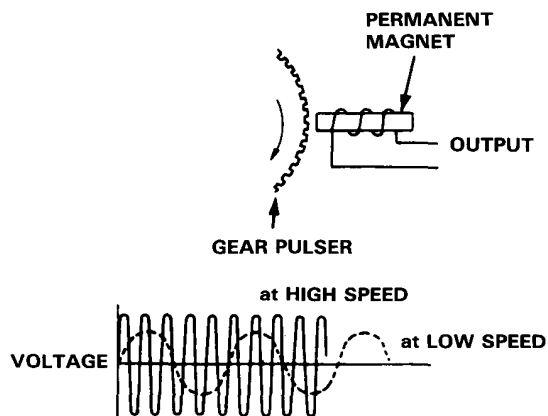 PERMANENT
MAGNET
OUTPUT
GEAR PULSER
at HIGH SPEED
at LOW SPEED
VOLTAGE